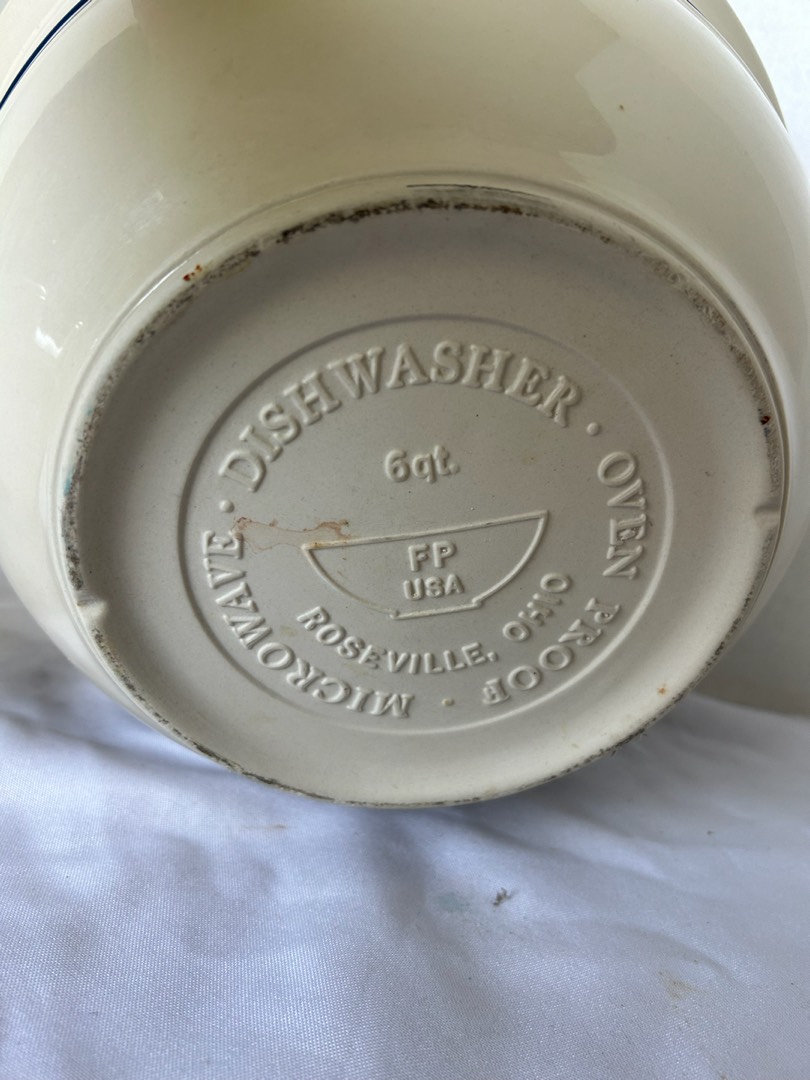 · DISHWASHER · OVEN PROOF · MICROWAVE
6qt.
FP
USA
ROSEVILLE, OHIO